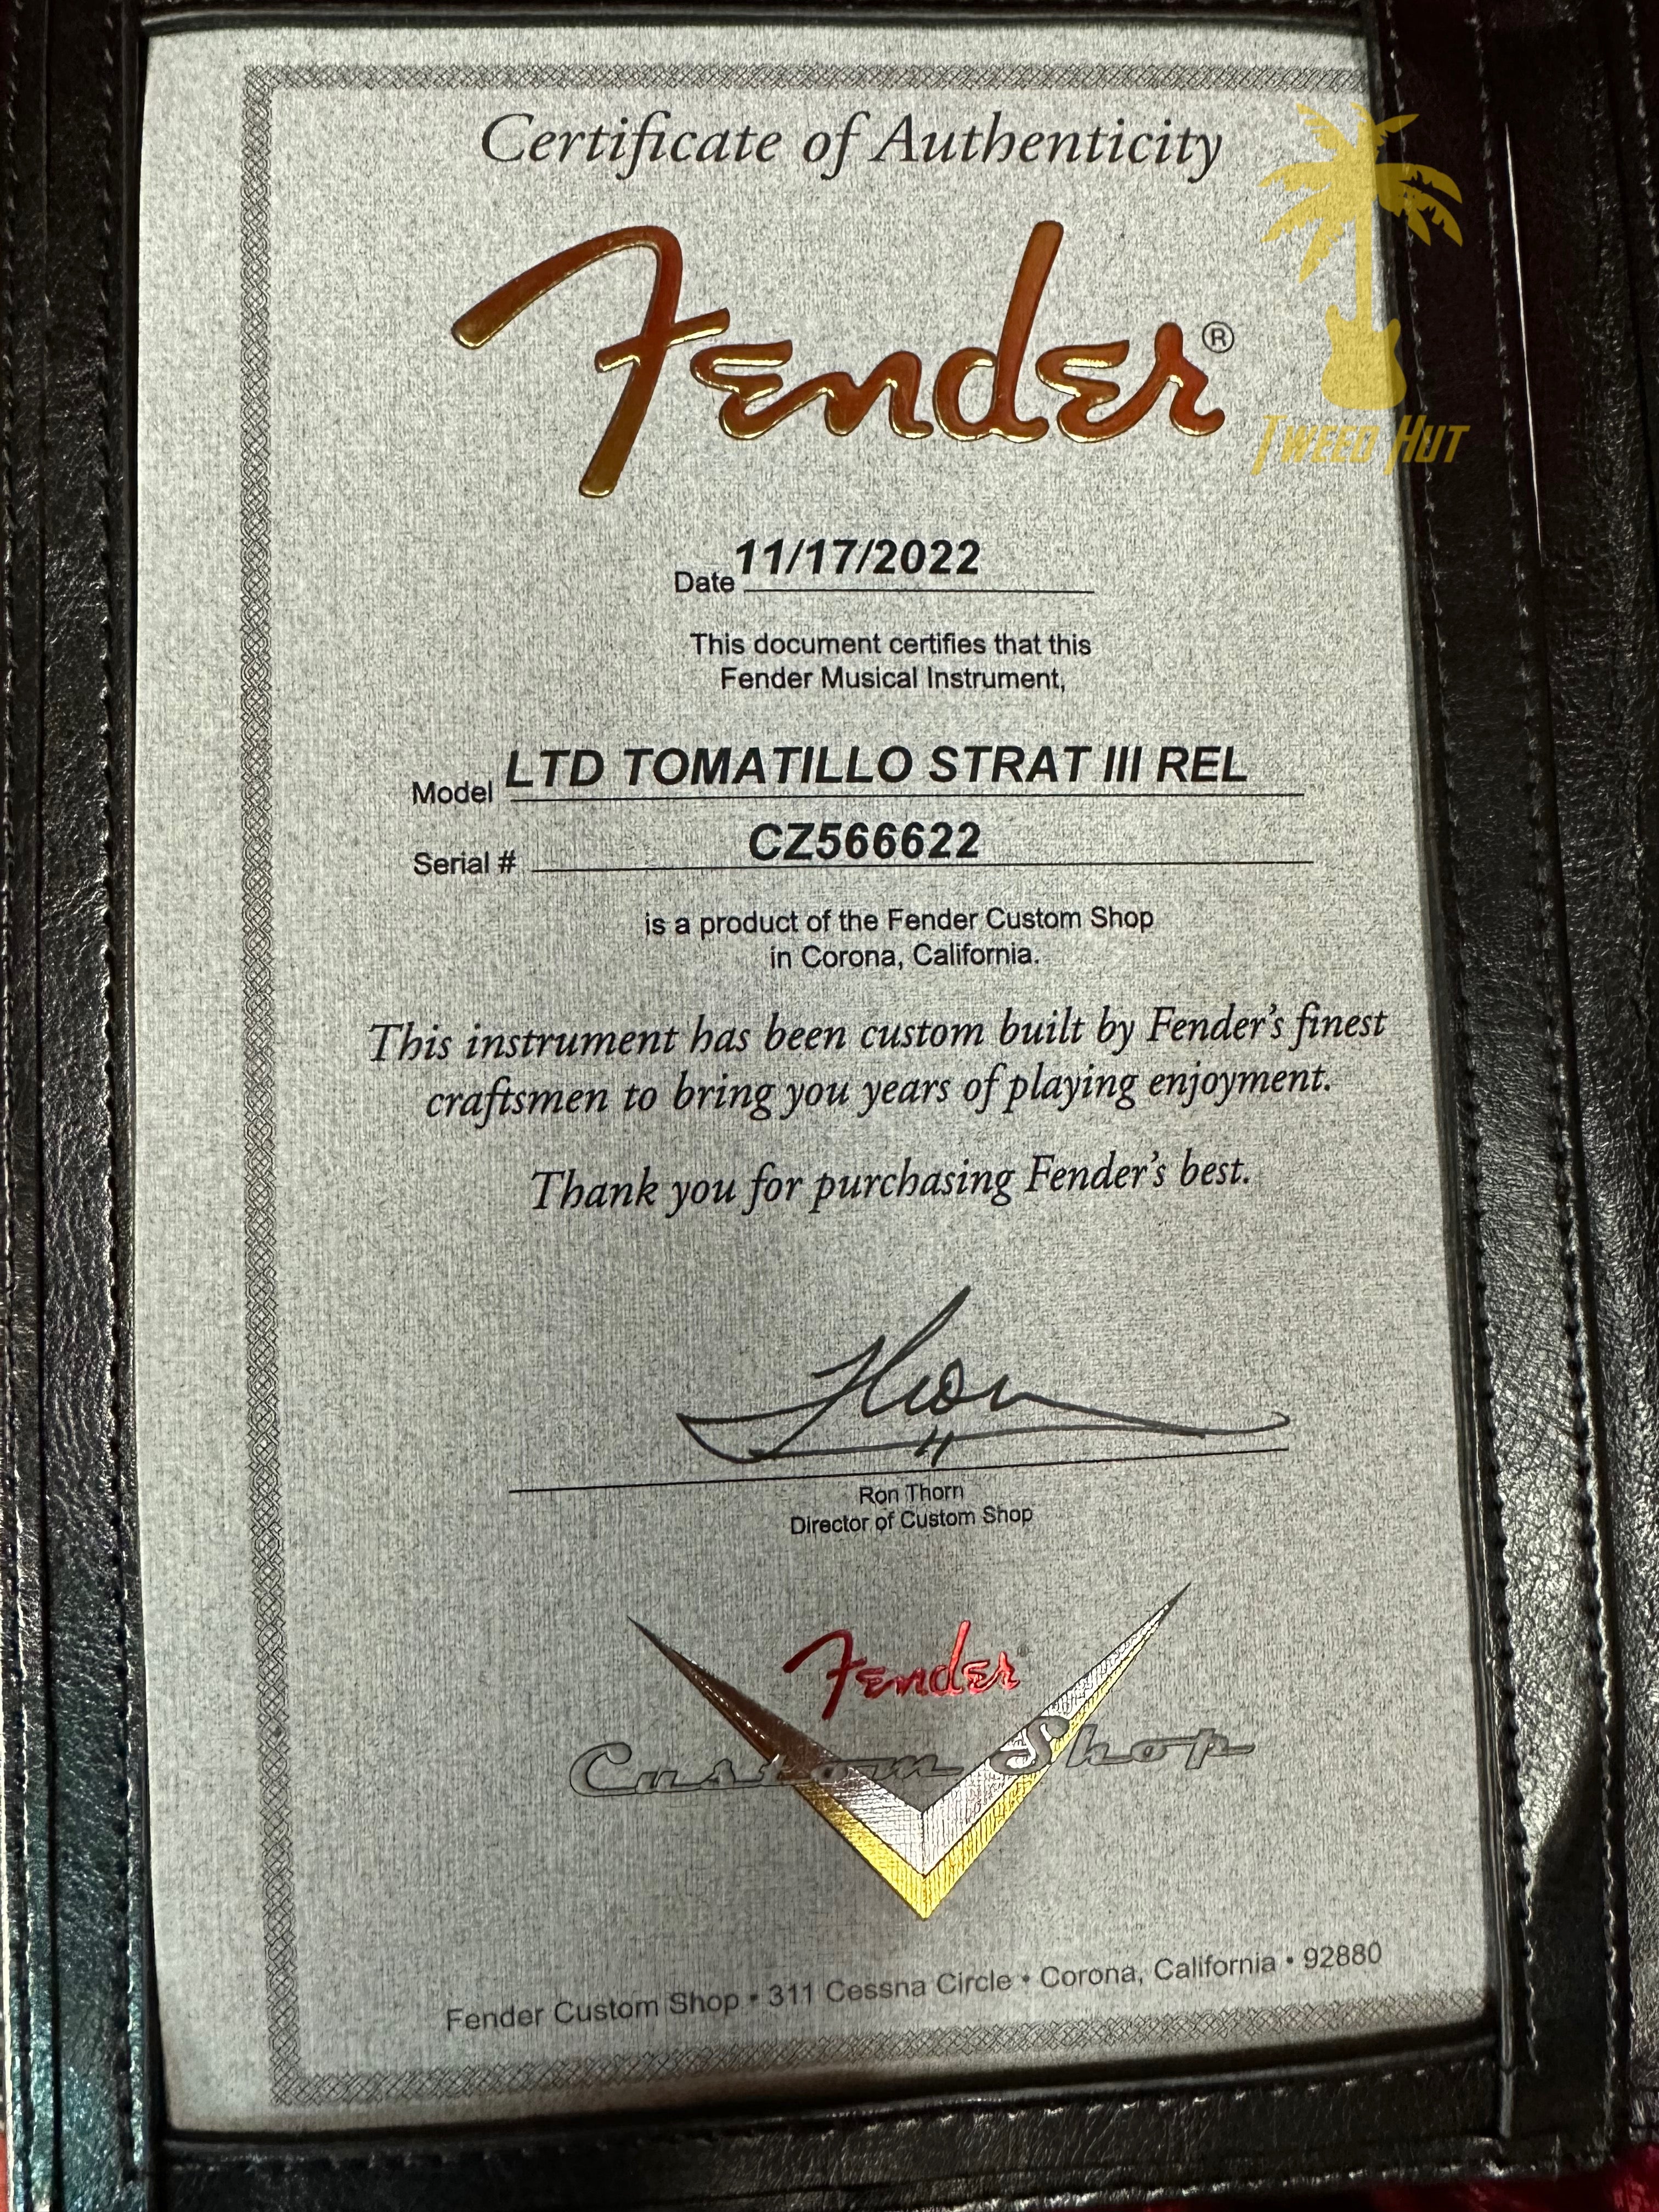 Certificate of Authenticity
Fender®
TWEED HUT
Date 11/17/2022
This document certifies that this
Fender Musical Instrument,
Model LTD TOMATILLO STRAT III REL
Serial # CZ566622
is a product of the Fender Custom Shop
in Corona, California.
This instrument has been custom built by Fender's finest
craftsmen to bring you years of playing enjoyment.
Thank you for purchasing Fender's best.
Thorn
Ron Thorn
Director of Custom Shop
Fender®
Custom Shop
Fender Custom Shop • 311 Cessna Circle • Corona, California • 92880